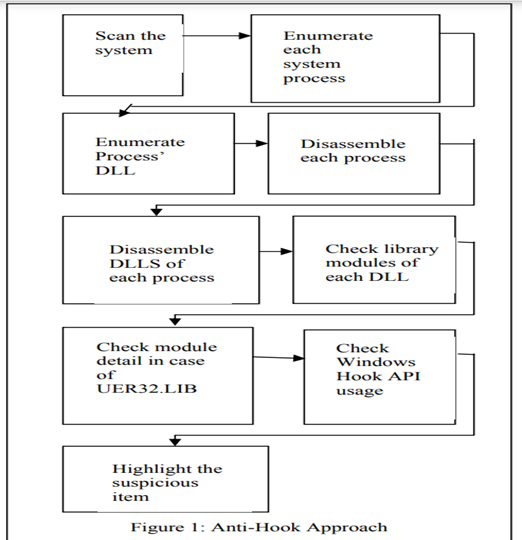 Scan the
system
Enumerate
each
system
process
Enumerate
Process'
DLL
Disassemble
each process
Disassemble
DLLS of
each process
Check library
modules of
each DLL
Check module
detail in case
of
UER32.LIB
Check
Windows
Hook API
usage
Highlight the
suspicious
item
Figure 1: Anti-Hook Approach